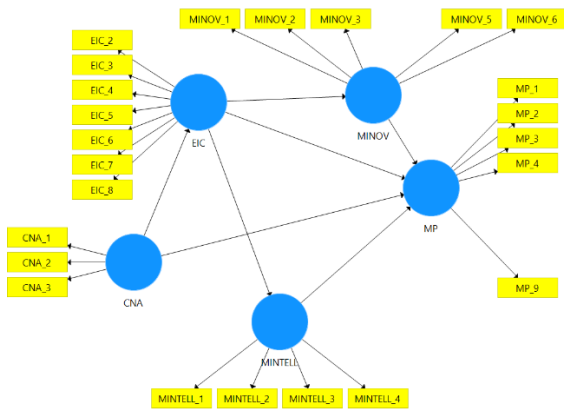 MINOV_1
MINOV_2
MINOV_3
MINOV_5
MINOV_6
EIC_2
EIC_3
EIC_4
EIC_5
EIC_6
EIC_7
EIC_8
EIC
MINOV
MP_1
MP_2
MP_3
MP_4
MP
MP_9
CNA_1
CNA_2
CNA_3
CNA
MINTELL
MINTELL_1
MINTELL_2
MINTELL_3
MINTELL_4